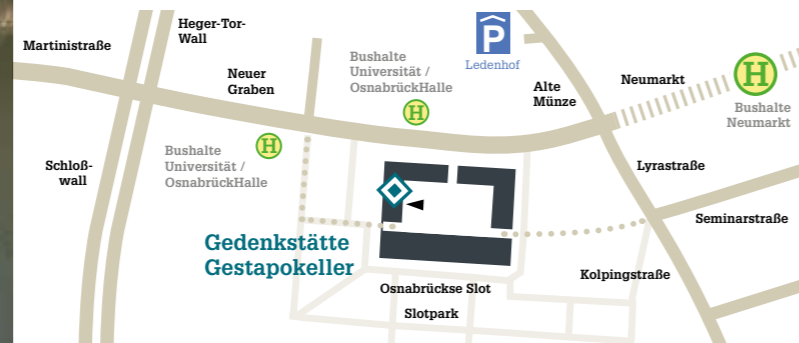 Martinistraße
Heger-Tor-
Wall
Neuer
Graben
Bushalte
Universität /
OsnabrückHalle
P
Ledenhof
Alte
Münze
Neumarkt
H
Bushalte
Neumarkt
H
H
Bushalte
Universität /
OsnabrückHalle
Schloß-
wall
Lyrastraße
Seminarstraße
Gedenkstätte
Gestapokeller
Kolpingstraße
Osnabrückse Slot
Slotpark